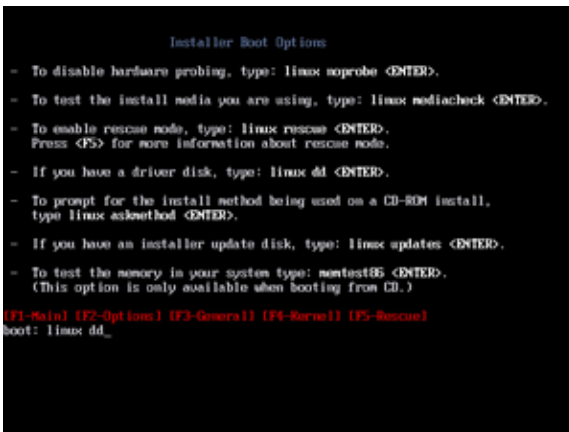 Installer Boot Options
- To disable hardware probing, type: linux noprobe <ENTER>.
- To test the install media you are using, type: linux mediacheck <ENTER>.
- To enable rescue mode, type: linux rescue <ENTER>.
Press <F5> for more information about rescue mode.
- If you have a driver disk, type: linux dd <ENTER>.
- To prompt for the install method being used on a CD-ROM install,
type linux askmethod <ENTER>.
- If you have an installer update disk, type: linux updates <ENTER>.
- To test the memory in your system type: memtest86 <ENTER>.
(This option is only available when booting from CD.)
[F1-Main] [F2-Options] [F3-General] [F4-Kernel] [F5-Rescue]
boot: linux dd_